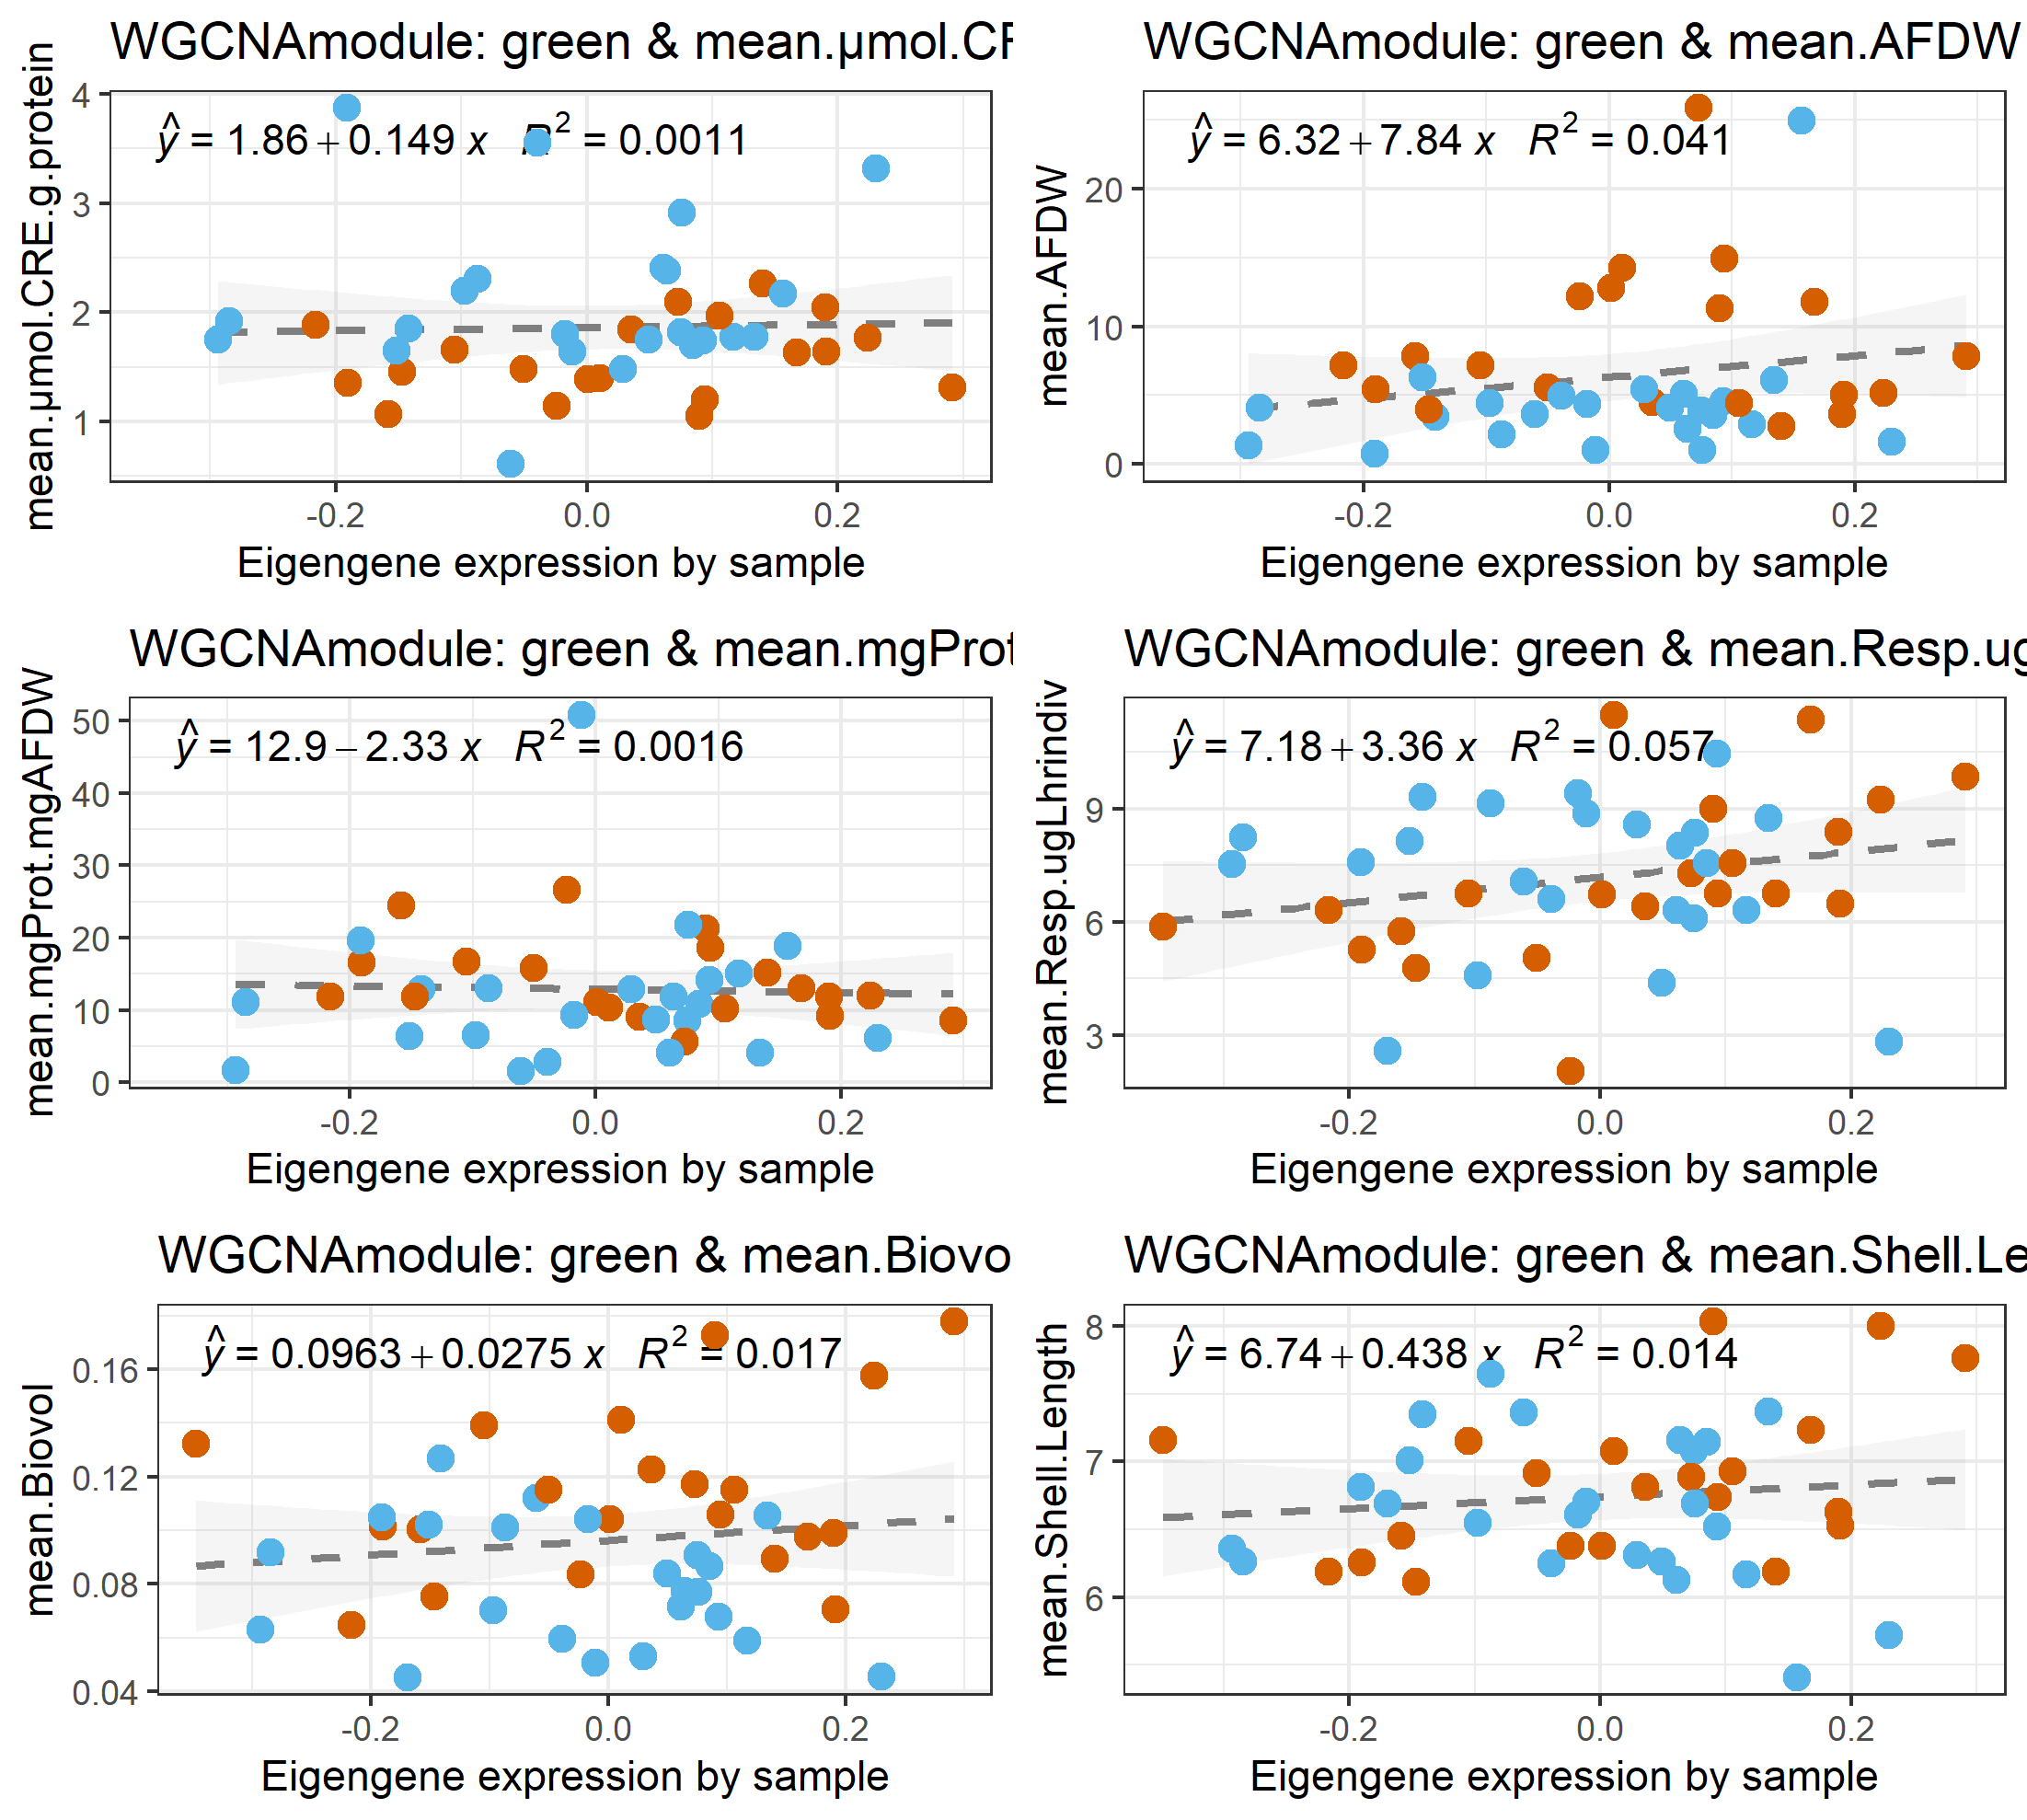 WGCNAmodule: green & mean.µmol.CF
mean.µmol.CRE.g.protein
ŷ = 1.86 + 0.149 x R² = 0.0011
4
3
2
1
-0.2 0.0 0.2
Eigengene expression by sample
WGCNAmodule: green & mean.AFDW
mean.AFDW
ŷ = 6.32 + 7.84 x R² = 0.041
20
10
0
-0.2 0.0 0.2
Eigengene expression by sample
WGCNAmodule: green & mean.mgProt
mean.mgProt.mgAFDW
ŷ = 12.9 − 2.33 x R² = 0.0016
50
40
30
20
10
0
-0.2 0.0 0.2
Eigengene expression by sample
WGCNAmodule: green & mean.Resp.ug
mean.Resp.ugLhrindiv
ŷ = 7.18 + 3.36 x R² = 0.057
9
6
3
-0.2 0.0 0.2
Eigengene expression by sample
WGCNAmodule: green & mean.Biovo
mean.Biovol
ŷ = 0.0963 + 0.0275 x R² = 0.017
0.16
0.12
0.08
0.04
-0.2 0.0 0.2
Eigengene expression by sample
WGCNAmodule: green & mean.Shell.Le
mean.Shell.Length
ŷ = 6.74 + 0.438 x R² = 0.014
8
7
6
-0.2 0.0 0.2
Eigengene expression by sample